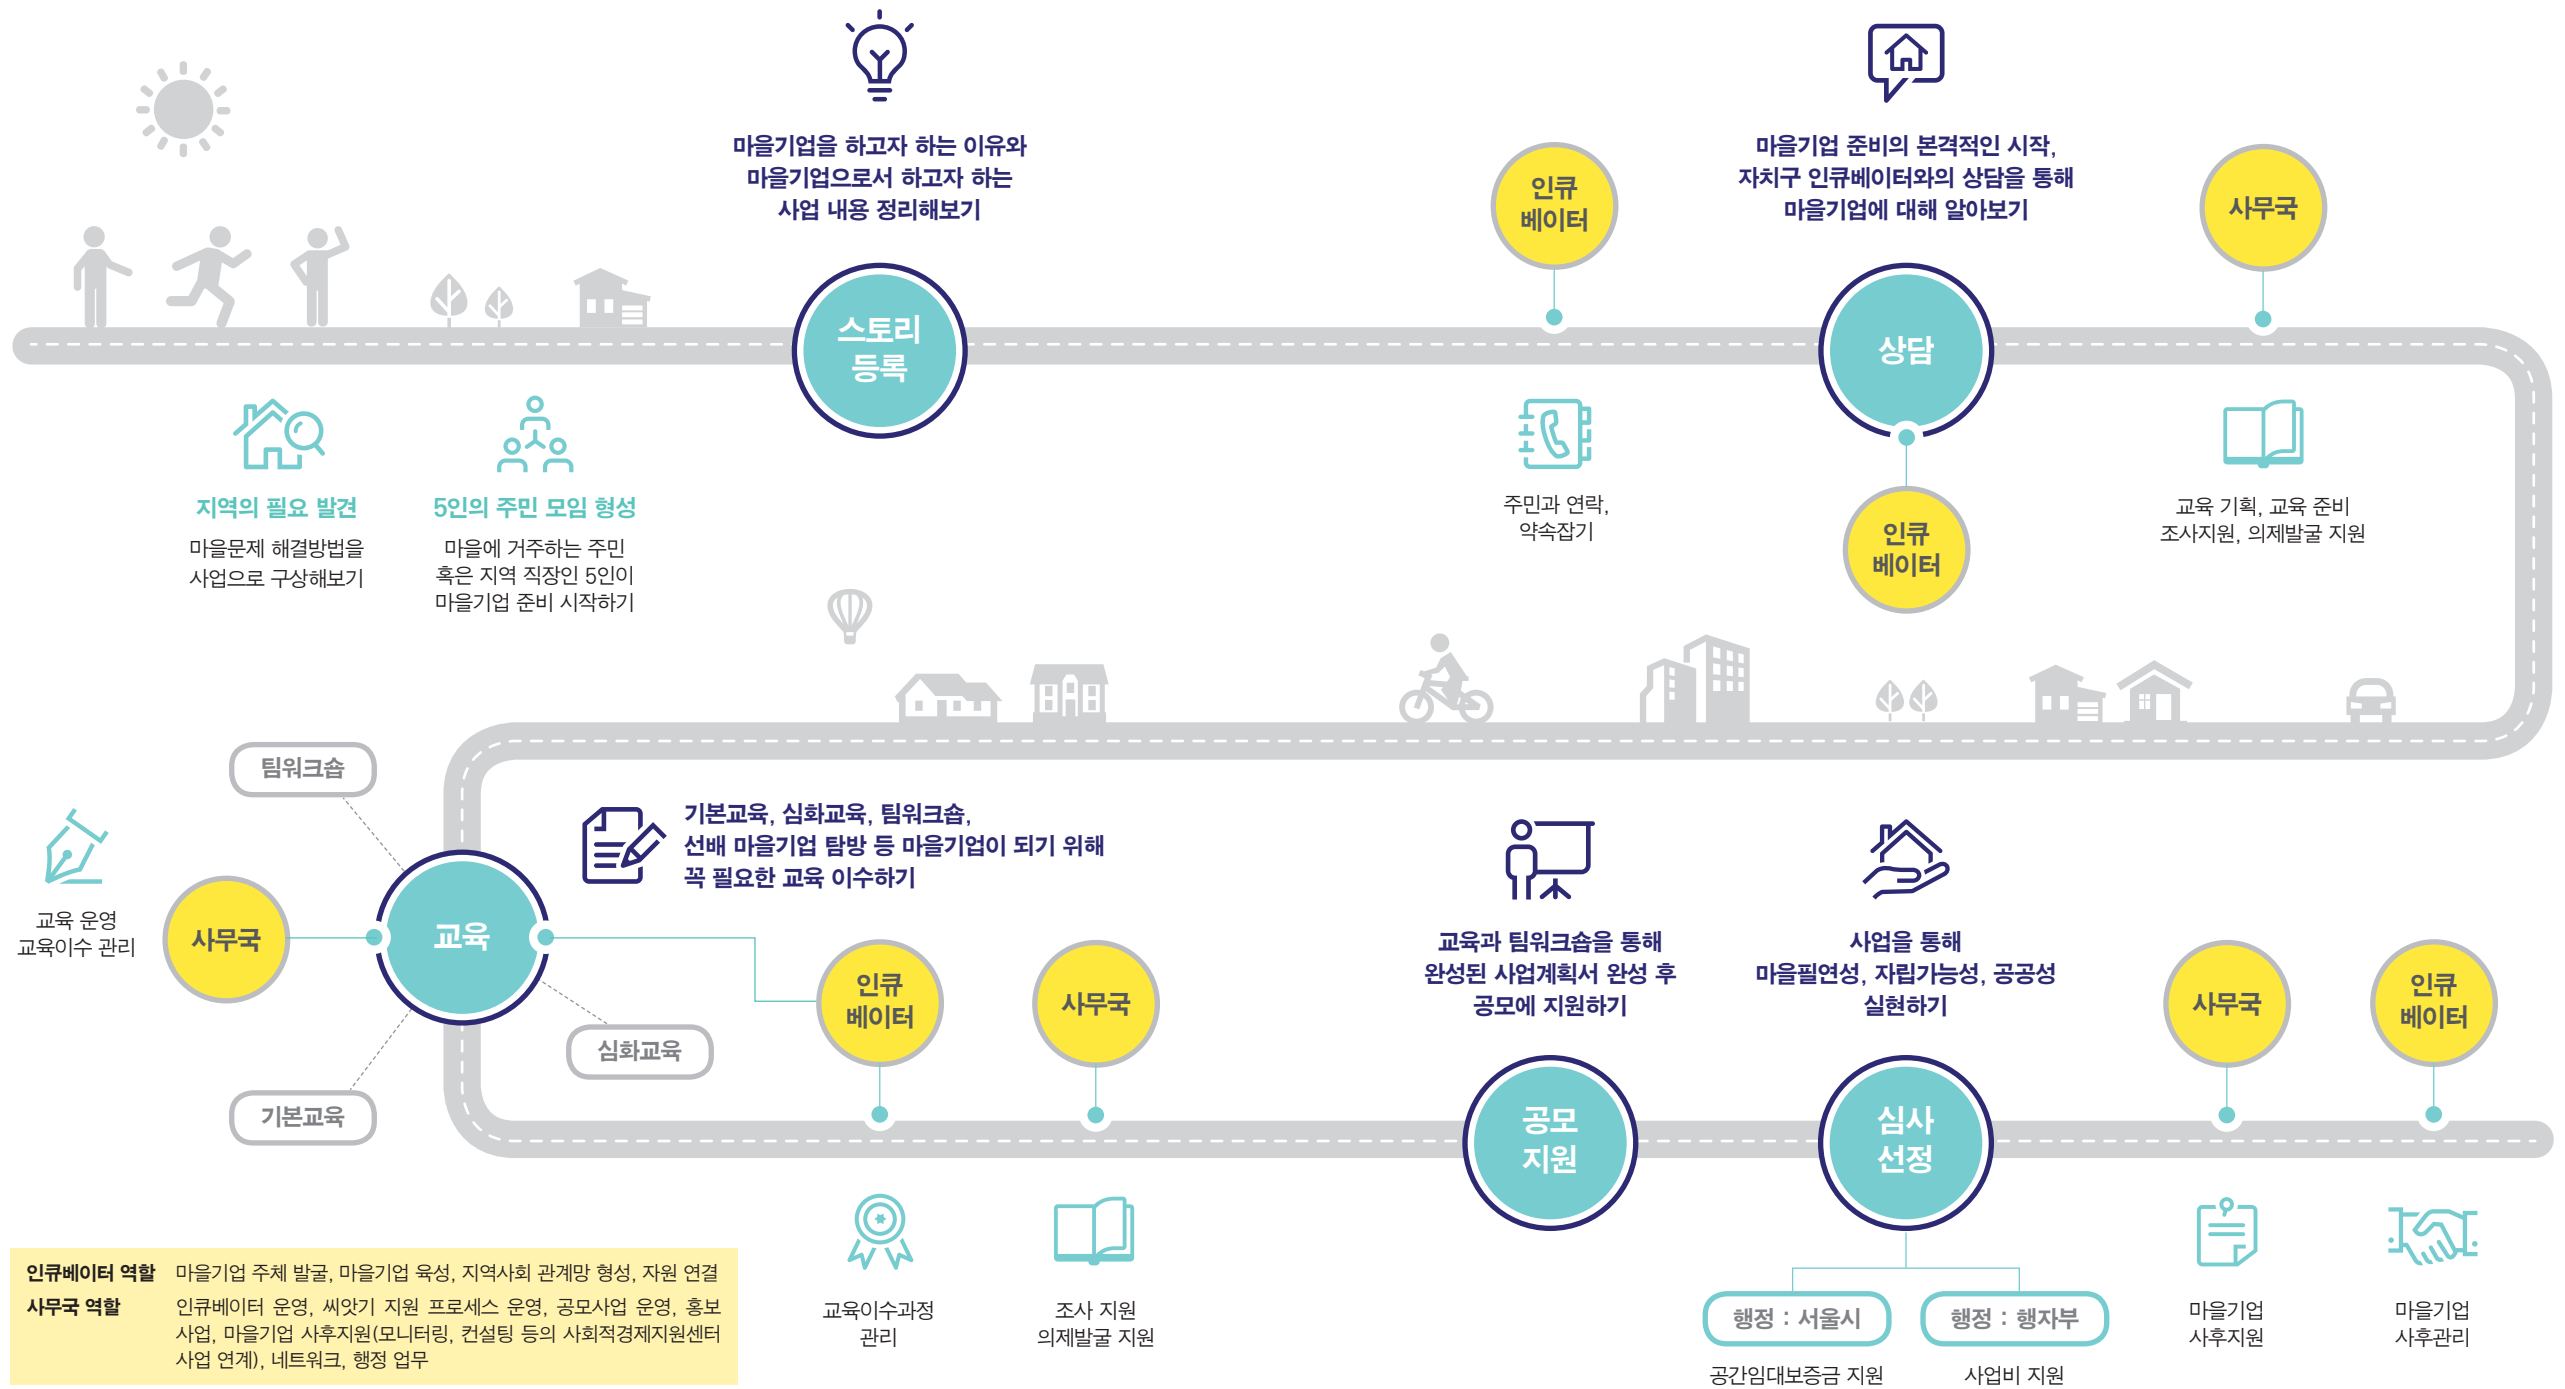 마을기업을 하고자 하는 이유와
마을기업으로서 하고자 하는
사업 내용 정리해보기
스토리
등록
인큐
베이터
마을기업 준비의 본격적인 시작,
자치구 인큐베이터와의 상담을 통해
마을기업에 대해 알아보기
상담
사무국
지역의 필요 발견
마을문제 해결방법을
사업으로 구상해보기
5인의 주민 모임 형성
마을에 거주하는 주민
혹은 지역 직장인 5인이
마을기업 준비 시작하기
주민과 연락,
약속잡기
인큐
베이터
교육 기획, 교육 준비
조사지원, 의제발굴 지원
팀워크숍
교육 운영
교육이수 관리
사무국
교육
기본교육
심화교육
기본교육, 심화교육, 팀워크숍,
선배 마을기업 탐방 등 마을기업이 되기 위해
꼭 필요한 교육 이수하기
인큐
베이터
사무국
교육과 팀워크숍을 통해
완성된 사업계획서 완성 후
공모에 지원하기
공모
지원
사업을 통해
마을필연성, 자립가능성, 공공성
실현하기
심사
선정
사무국
인큐
베이터
교육이수과정
관리
조사 지원
의제발굴 지원
행정 : 서울시
공간임대보증금 지원
행정 : 행자부
사업비 지원
마을기업
사후지원
마을기업
사후관리
인큐베이터 역할 마을기업 주체 발굴, 마을기업 육성, 지역사회 관계망 형성, 자원 연결
사무국 역할 인큐베이터 운영, 씨앗기 지원 프로세스 운영, 공모사업 운영, 홍보
사업, 마을기업 사후지원(모니터링, 컨설팅 등의 사회적경제지원센터
사업 연계), 네트워크, 행정 업무